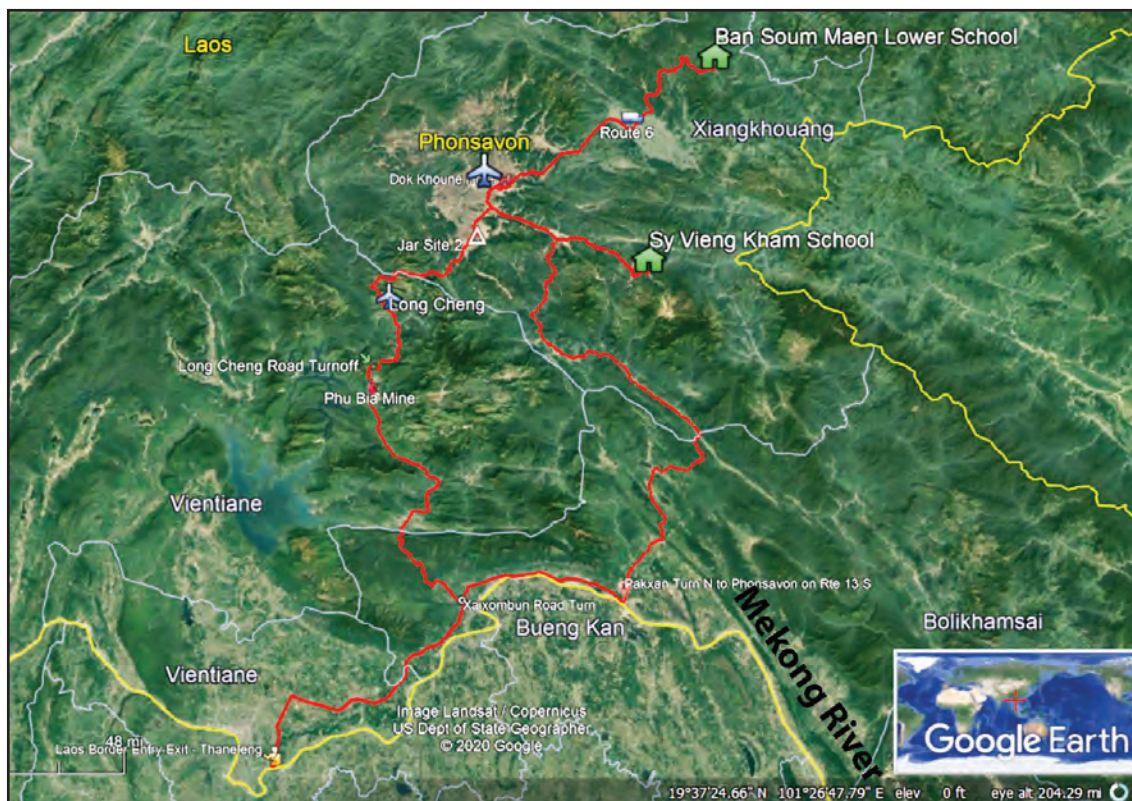 Laos
Ban Soum Maen Lower School
Route 6
Xiangkhouang
Phonsavon
Dok Khoune
Jar Site 2
Sy Vieng Kham School
Long Cheng
Long Cheng Road Turnoff
Phu Bia Mine
Vientiane
Pakxan Turn N to Phonsavon on Rte 13 S
Xaixombun Road Turn
Bueng Kan
Mekong River
Bolikhamsai
Vientiane
Image Landsat / Copernicus
US Dept of State Geographer
© 2020 Google
Laos Border Entry-Exit - Thaneleng
48 mi
Google Earth
19°37'24.66" N 101°26'47.79" E elev 0 ft eye alt 204.29 mi